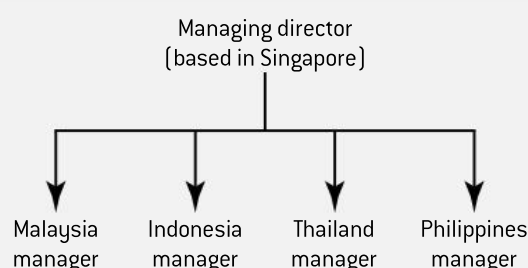 Managing director
(based in Singapore)
Malaysia manager
Indonesia manager
Thailand manager
Philippines manager